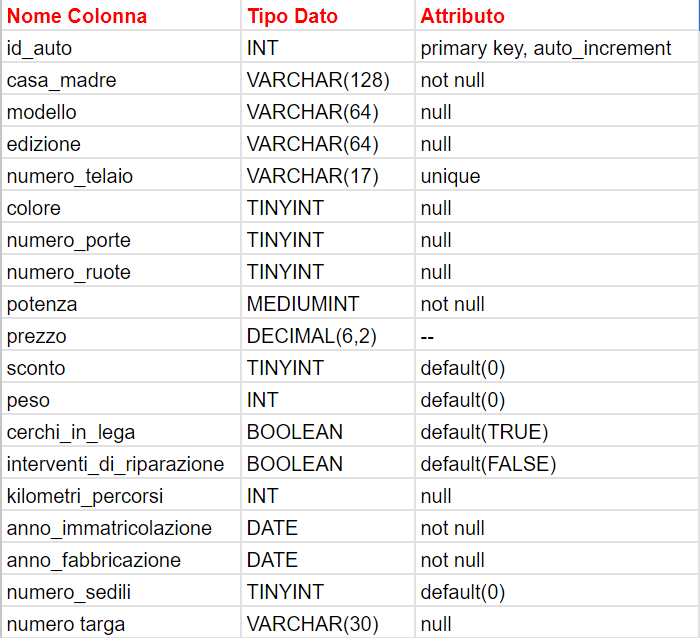 Nome Colonna Tipo Dato Attributo
id_auto INT primary key, auto_increment
casa_madre VARCHAR(128) not null
modello VARCHAR(64) null
edizione VARCHAR(64) null
numero_telaio VARCHAR(17) unique
colore TINYINT null
numero_porte TINYINT null
numero_ruote TINYINT null
potenza MEDIUMINT not null
prezzo DECIMAL(6,2) --
sconto TINYINT default(0)
peso INT default(0)
cerchi_in_lega BOOLEAN default(TRUE)
interventi_di_riparazione BOOLEAN default(FALSE)
kilometri_percorsi INT null
anno_immatricolazione DATE not null
anno_fabbricazione DATE not null
numero_sedili TINYINT default(0)
numero targa VARCHAR(30) null